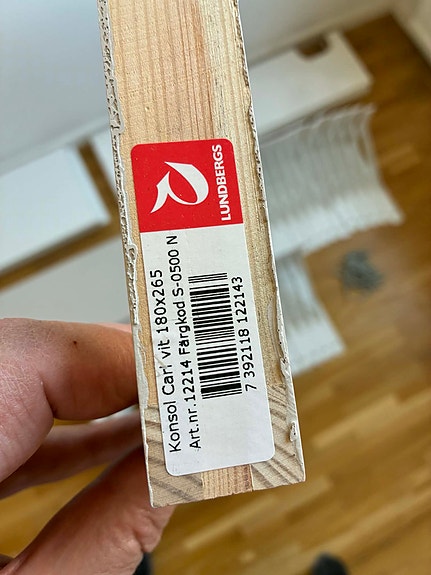 LUNDBERGS
Konsol Carl vit 180x265
Art.nr.12214 Färgkod S-0500 N
7 392118 122143